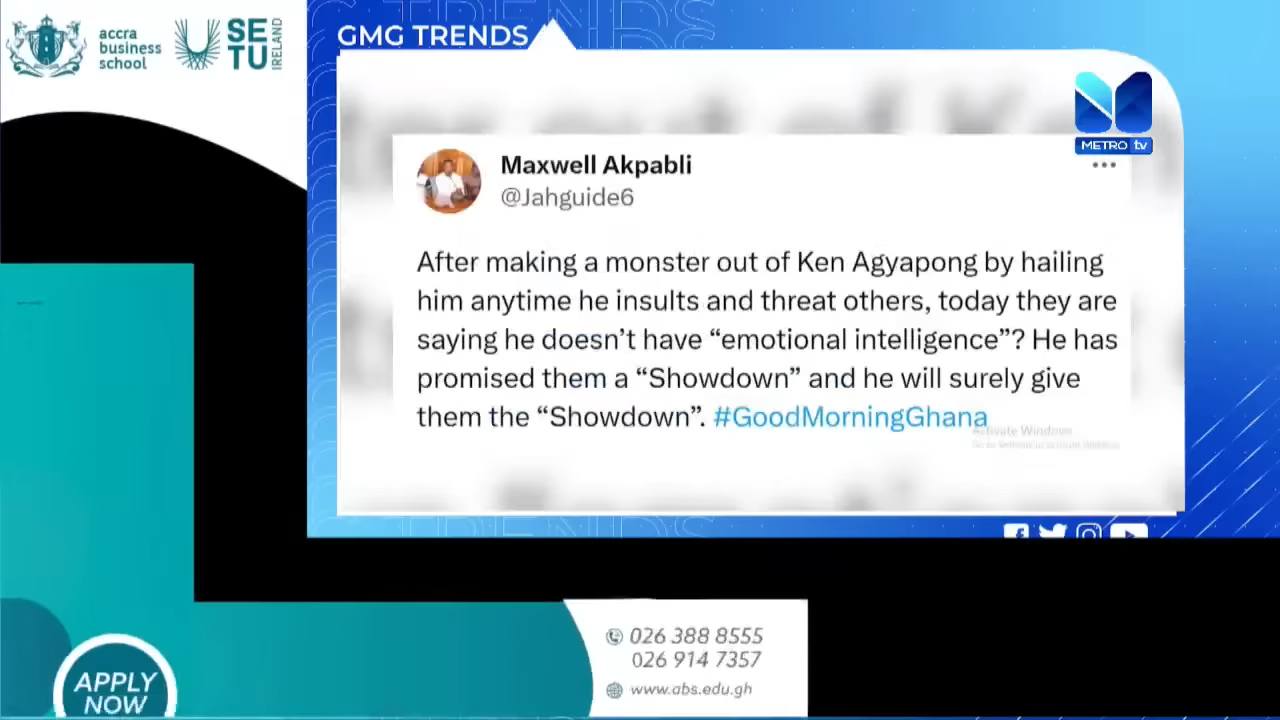 accra
business
school
SE
TU
IRELAND
GMG TRENDS
METRO tv
Maxwell Akpabli
@Jahguide6
After making a monster out of Ken Agyapong by hailing
him anytime he insults and threat others, today they are
saying he doesn’t have “emotional intelligence”? He has
promised them a “Showdown” and he will surely give
them the “Showdown”. #GoodMorningGhana
Activate Windows
APPLY
NOW
026 388 8555
026 914 7357
www.abs.edu.gh